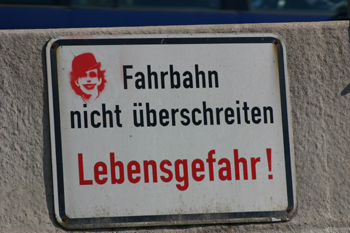 Fahrbahn
nicht überschreiten
Lebensgefahr!